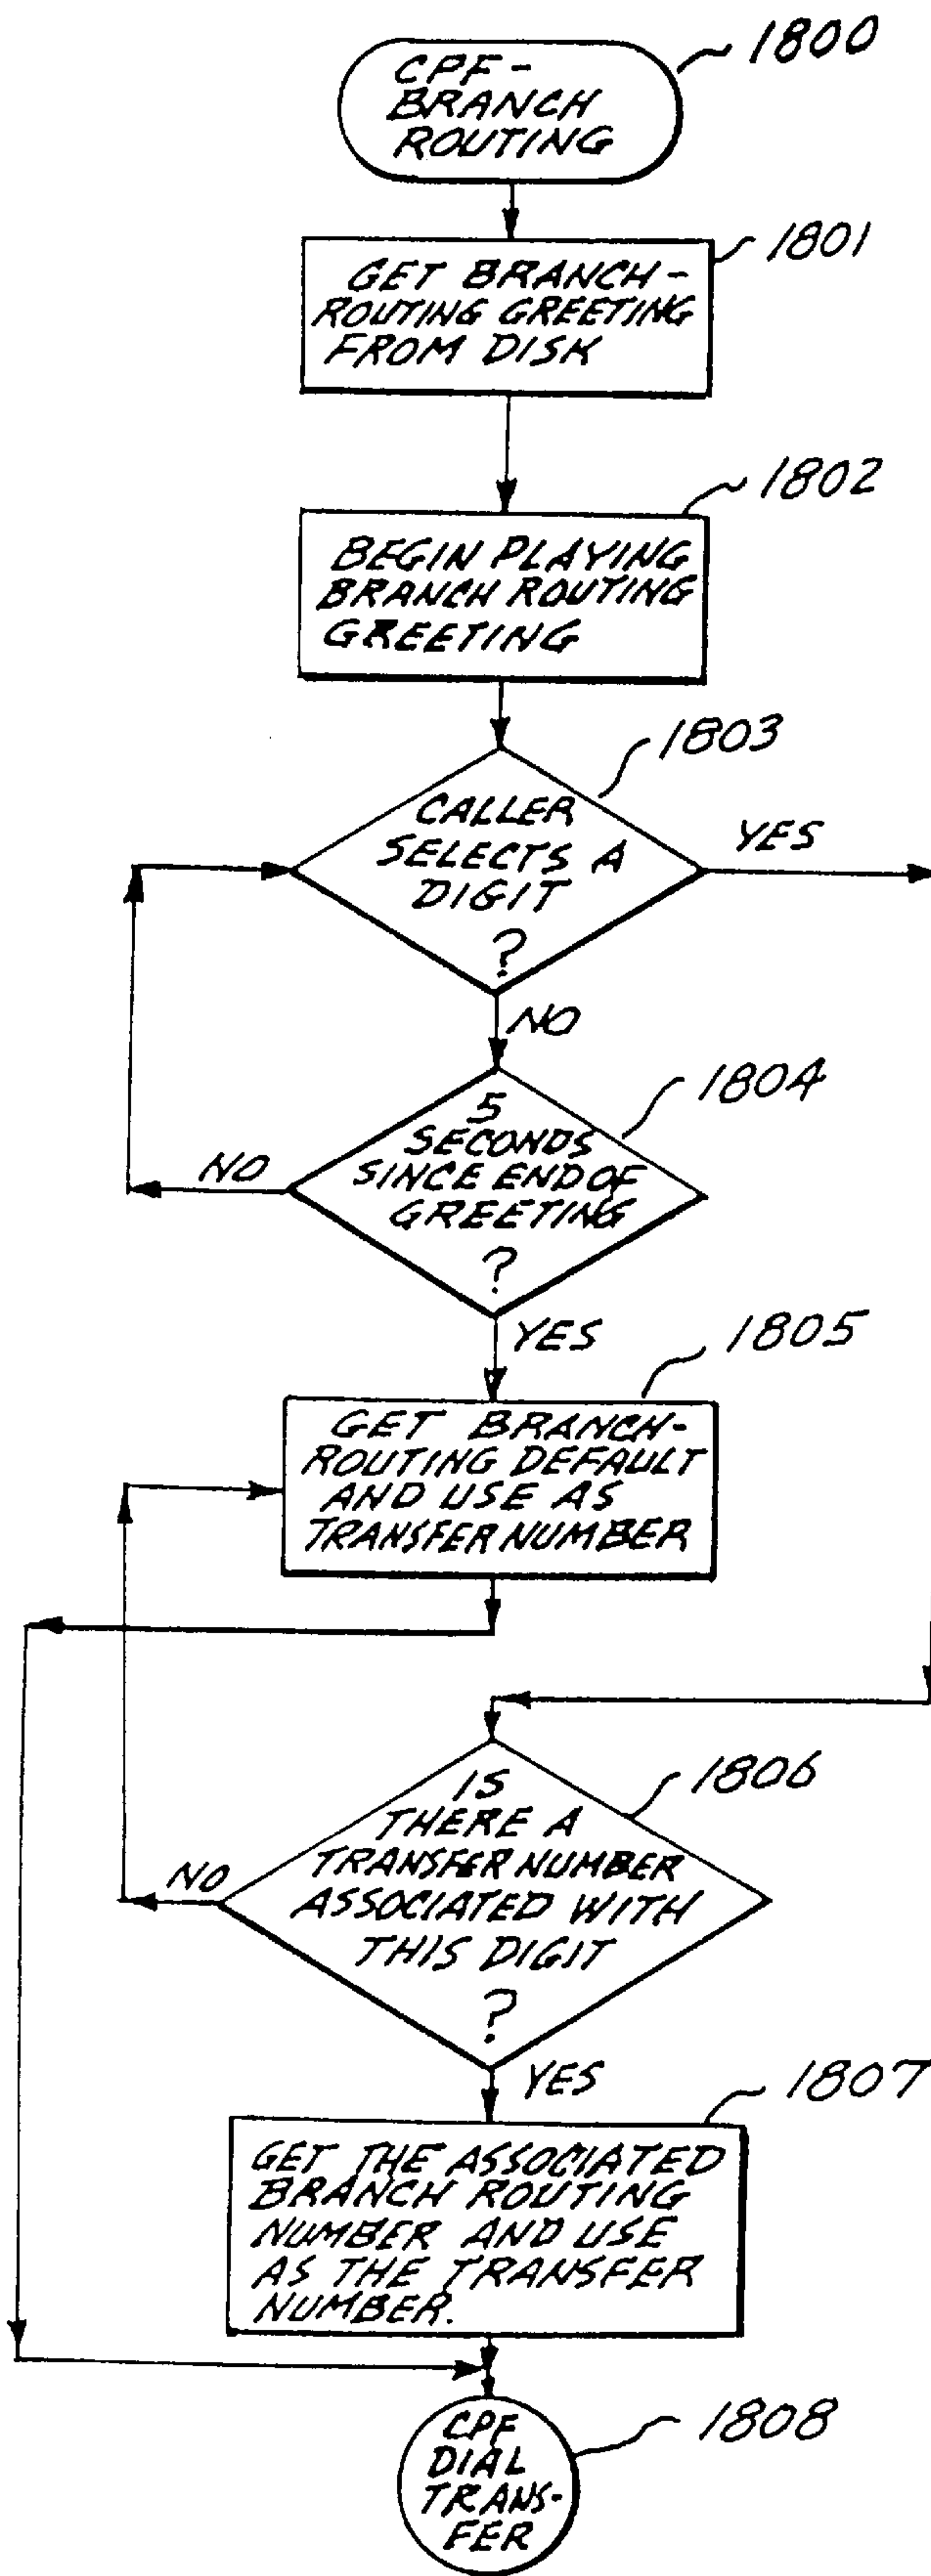 1800
CPF-
BRANCH
ROUTING
1801
GET BRANCH-
ROUTING GREETING
FROM DISK
1802
BEGIN PLAYING
BRANCH ROUTING
GREETING
1803
CALLER
SELECTS A
DIGIT
?
YES
NO
1804
5
SECONDS
SINCE END OF
GREETING
?
NO
YES
1805
GET BRANCH-
ROUTING DEFAULT
AND USE AS
TRANSFER NUMBER
1806
IS
THERE A
TRANSFER NUMBER
ASSOCIATED WITH
THIS DIGIT
?
NO
YES
1807
GET THE ASSOCIATED
BRANCH ROUTING
NUMBER AND USE
AS THE TRANSFER
NUMBER.
1808
CPF
DIAL
TRANS-
FER